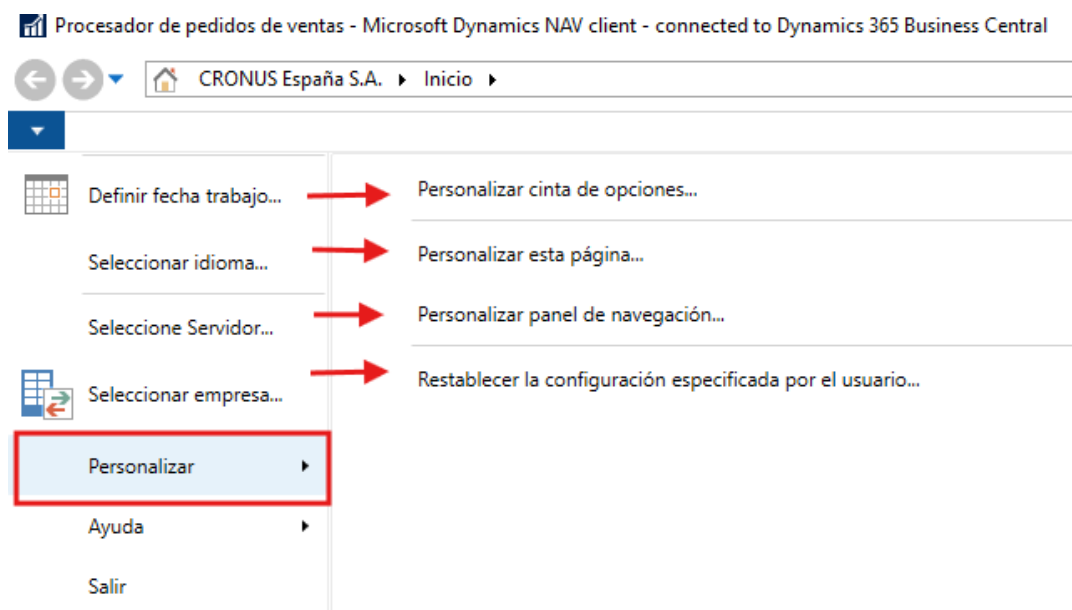 Procesador de pedidos de ventas - Microsoft Dynamics NAV client - connected to Dynamics 365 Business Central
CRONUS España S.A. Inicio
Definir fecha trabajo...
Seleccionar idioma...
Seleccione Servidor...
Seleccionar empresa...
Personalizar
Ayuda
Salir
Personalizar cinta de opciones...
Personalizar esta página...
Personalizar panel de navegación...
Restablecer la configuración especificada por el usuario...